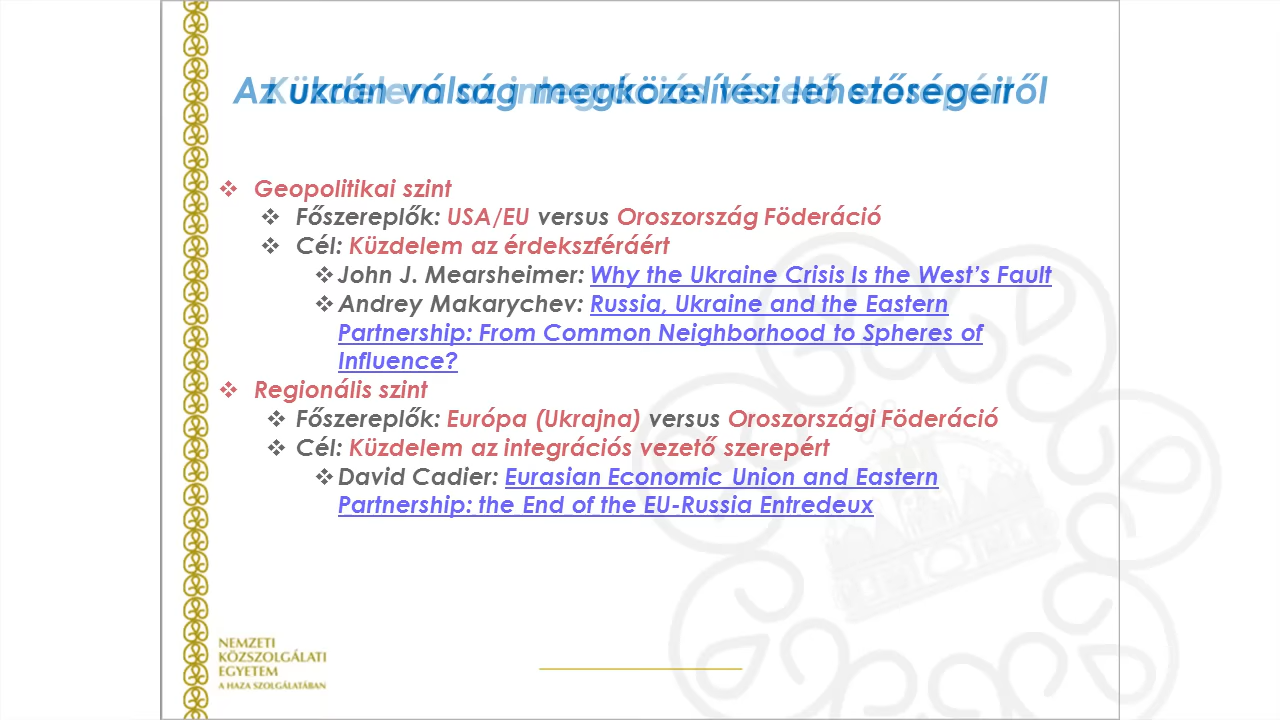 Az ukrán válság megközelítési lehetőségeiről
❖ Geopolitikai szint
❖ Főszereplők: USA/EU versus Oroszország Föderáció
❖ Cél: Küzdelem az érdekszféráért
❖ John J. Mearsheimer: Why the Ukraine Crisis Is the West's Fault
❖ Andrey Makarychev: Russia, Ukraine and the Eastern
Partnership: From Common Neighborhood to Spheres of
Influence?
❖ Regionális szint
❖ Főszereplők: Európa (Ukrajna) versus Oroszországi Föderáció
❖ Cél: Küzdelem az integrációs vezető szerepért
❖ David Cadier: Eurasian Economic Union and Eastern
Partnership: the End of the EU-Russia Entredeux
NEMZETI
KÖZSZOLGÁLATI
EGYETEM
A HAZA SZOLGÁLATÁBAN